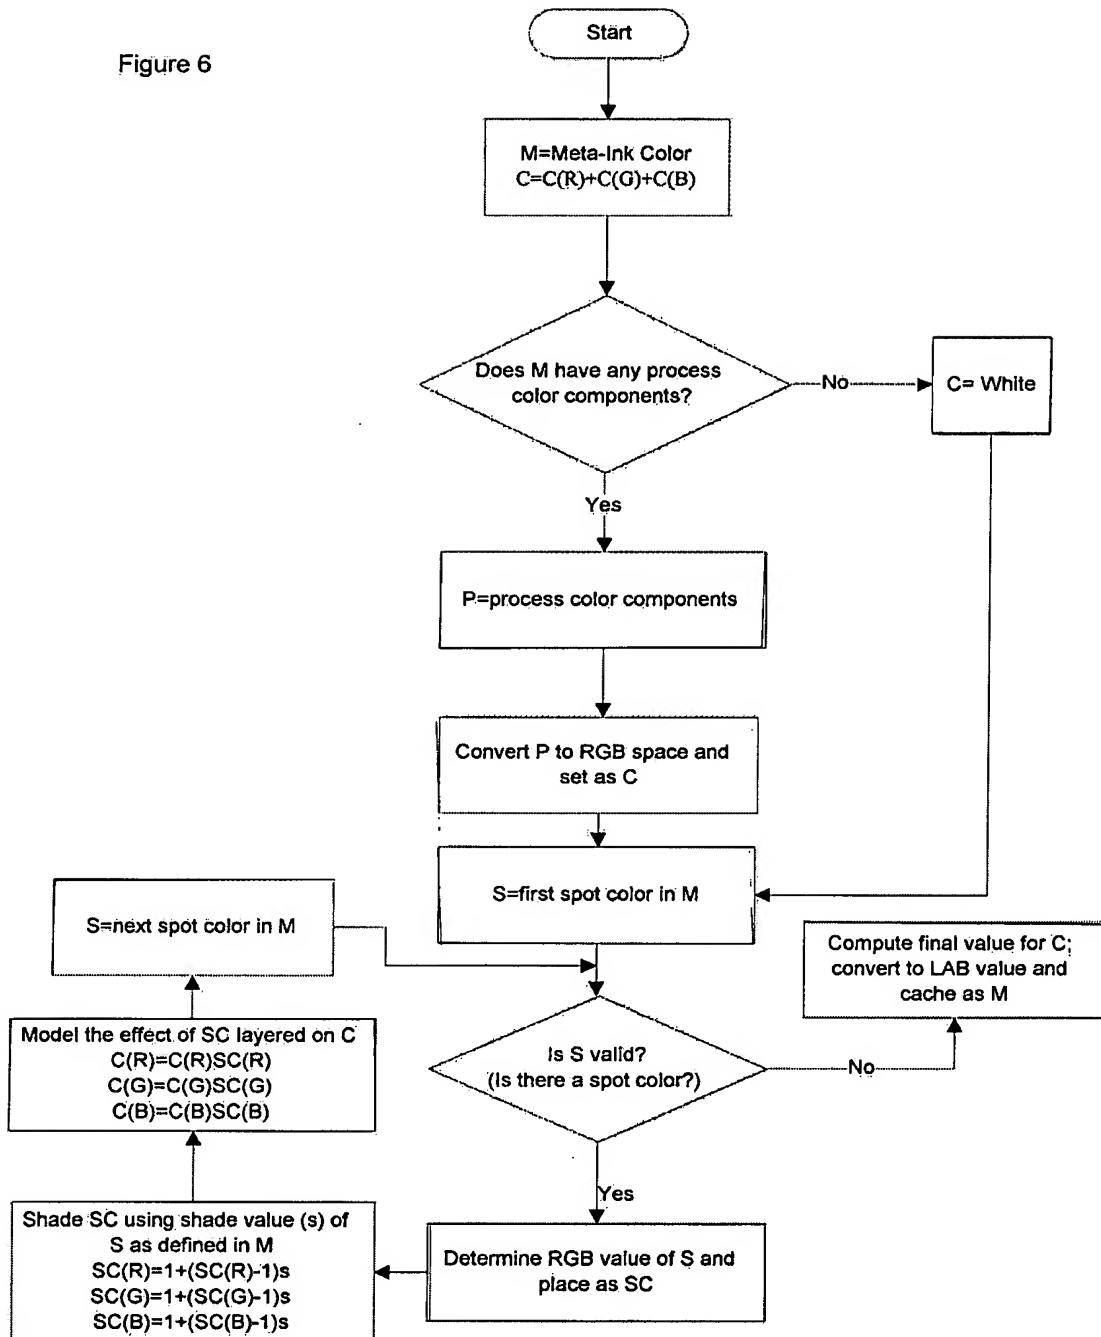 Figure 6
Start
M=Meta-Ink Color
C=C(R)+C(G)+C(B)
Does M have any process
color components?
No
C= White
Yes
P=process color components
Convert P to RGB space and
set as C
S=first spot color in M
S=next spot color in M
Compute final value for C;
convert to LAB value and
cache as M
Model the effect of SC layered on C
C(R)=C(R)SC(R)
C(G)=C(G)SC(G)
C(B)=C(B)SC(B)
Is S valid?
(Is there a spot color?)
No
Yes
Shade SC using shade value (s) of
S as defined in M
SC(R)=1+(SC(R)-1)s
SC(G)=1+(SC(G)-1)s
SC(B)=1+(SC(B)-1)s
Determine RGB value of S and
place as SC